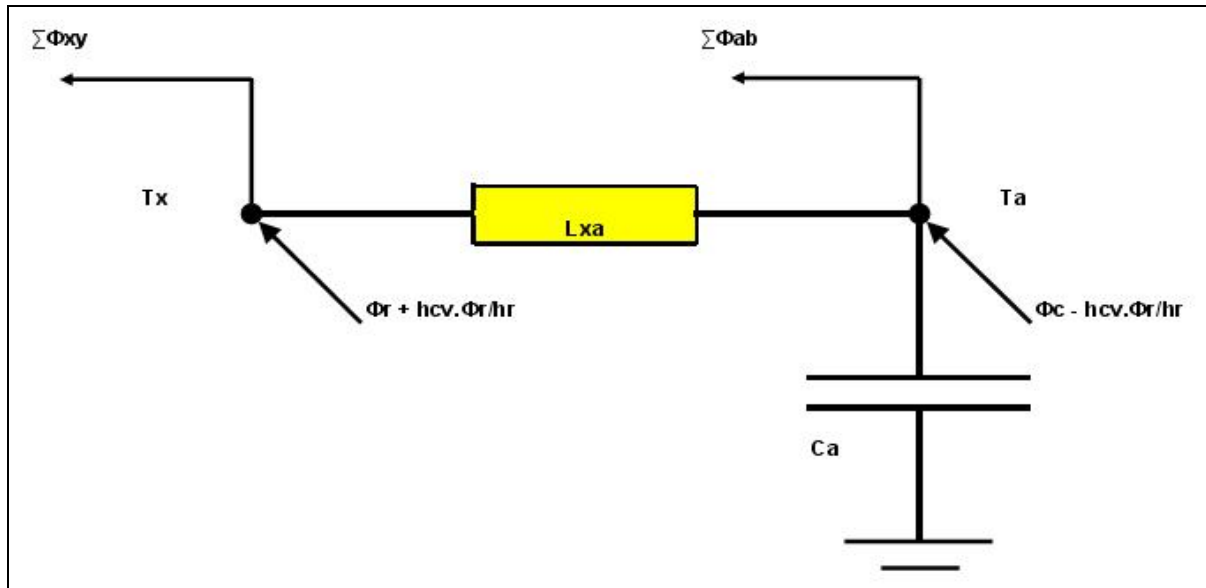 ∑Φxy
∑Φab
Tx
Ta
Lxa
Φr + hcv.Φr/hr
Φc - hcv.Φr/hr
Ca